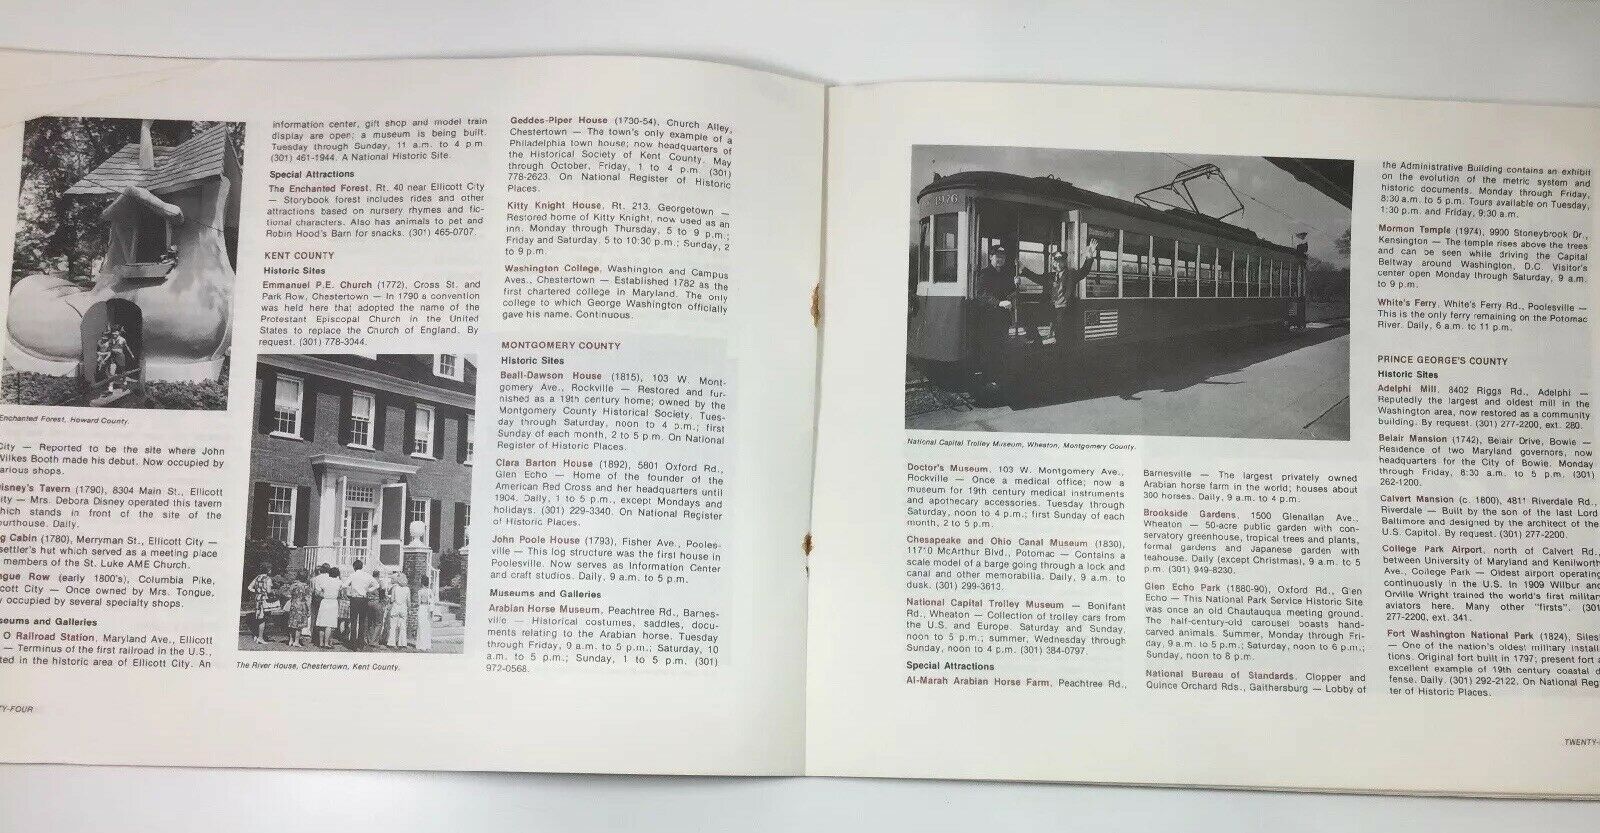 Enchanted Forest, Howard County.
City — Reported to be the site where John
Wilkes Booth made his debut. Now occupied by
various shops.
Disney's Tavern (1790), 8304 Main St., Ellicott
City — Mrs. Debora Disney operated this tavern
which stands in front of the site of the
courthouse. Daily.
Cabin (1780), Merryman St., Ellicott City —
settler's hut which served as a meeting place
members of the St. Luke AME Church.
Tongue Row (early 1800's), Columbia Pike,
Ellicott City — Once owned by Mrs. Tongue,
occupied by several specialty shops.
Museums and Galleries
O Railroad Station, Maryland Ave., Ellicott
— Terminus of the first railroad in the U.S.,
in the historic area of Ellicott City. An
TY-FOUR
information center, gift shop and model train
display are open; a museum is being built.
Tuesday through Sunday, 11 a.m. to 4 p.m.
(301) 461-1944. A National Historic Site.
Special Attractions
The Enchanted Forest, Rt. 40 near Ellicott City
— Storybook forest includes rides and other
attractions based on nursery rhymes and fic-
tional characters. Also has animals to pet and
Robin Hood's Barn for snacks. (301) 465-0707.
KENT COUNTY
Historic Sites
Emmanuel P.E. Church (1772), Cross St. and
Park Row, Chestertown — In 1790 a convention
was held here that adopted the name of the
Protestant Episcopal Church in the United
States to replace the Church of England. By
request. (301) 778-3044.
The River House, Chestertown, Kent County.
Geddes-Piper House (1730-54), Church Alley,
Chestertown — The town's only example of a
Philadelphia town house; now headquarters of
the Historical Society of Kent County. May
through October, Friday, 1 to 4 p.m. (301)
778-2623. On National Register of Historic
Places.
Kitty Knight House, Rt. 213, Georgetown —
Restored home of Kitty Knight, now used as an
inn. Monday through Thursday, 5 to 9 p.m.;
Friday and Saturday, 5 to 10:30 p.m.; Sunday, 2
to 9 p.m.
Washington College, Washington and Campus
Aves., Chestertown — Established 1782 as the
first chartered college in Maryland. The only
college to which George Washington officially
gave his name. Continuous.
MONTGOMERY COUNTY
Historic Sites
Beall-Dawson House (1815), 103 W. Mont-
gomery Ave., Rockville — Restored and fur-
nished as a 19th century home; owned by the
Montgomery County Historical Society. Tues-
day through Saturday, noon to 4 p.m.; first
Sunday of each month, 2 to 5 p.m. On National
Register of Historic Places.
Clara Barton House (1892), 5801 Oxford Rd.,
Glen Echo — Home of the founder of the
American Red Cross and her headquarters until
1904. Daily, 1 to 5 p.m., except Mondays and
holidays. (301) 229-3340. On National Register
of Historic Places.
John Poole House (1793), Fisher Ave., Pooles-
ville — This log structure was the first house in
Poolesville. Now serves as Information Center
and craft studios. Daily, 9 a.m. to 5 p.m.
Museums and Galleries
Arabian Horse Museum, Peachtree Rd., Barnes-
ville — Historical costumes, saddles, docu-
ments relating to the Arabian horse. Tuesday
through Friday, 9 a.m. to 5 p.m.; Saturday, 10
a.m. to 5 p.m.; Sunday, 1 to 5 p.m. (301)
972-0568.
1976
National Capital Trolley Museum, Wheaton, Montgomery County.
Doctor's Museum, 103 W. Montgomery Ave.,
Rockville — Once a medical office; now a
museum for 19th century medical instruments
and apothecary accessories. Tuesday through
Saturday, noon to 4 p.m.; first Sunday of each
month, 2 to 5 p.m.
Chesapeake and Ohio Canal Museum (1830),
11710 McArthur Blvd., Potomac — Contains a
scale model of a barge going through a lock and
canal and other memorabilia. Daily, 9 a.m. to
dusk. (301) 299-3613.
National Capital Trolley Museum — Bonifant
Rd., Wheaton — Collection of trolley cars from
the U.S. and Europe. Saturday and Sunday,
noon to 5 p.m.; summer, Wednesday through
Sunday, noon to 4 p.m. (301) 384-0797.
Special Attractions
Al-Marah Arabian Horse Farm, Peachtree Rd.,
Barnesville — The largest privately owned
Arabian horse farm in the world; houses about
300 horses. Daily, 9 a.m. to 4 p.m.
Brookside Gardens, 1500 Glenallan Ave.,
Wheaton — 50-acre public garden with con-
servatory greenhouse, tropical trees and plants,
formal gardens and Japanese garden with
teahouse. Daily (except Christmas), 9 a.m. to 5
p.m. (301) 949-8230.
Glen Echo Park (1880-90), Oxford Rd., Glen
Echo — This National Park Service Historic Site
was once an old Chautauqua meeting ground.
The half-century-old carousel boasts hand-
carved animals. Summer, Monday through Fri-
day, 9 a.m. to 5 p.m.; Saturday, noon to 6 p.m.;
Sunday, noon to 8 p.m.
National Bureau of Standards, Clopper and
Quince Orchard Rds., Gaithersburg — Lobby of
the Administrative Building contains an exhibit
on the evolution of the metric system and
historic documents. Monday through Friday,
8:30 a.m. to 5 p.m. Tours available on Tuesday,
1:30 p.m. and Friday, 9:30 a.m.
Mormon Temple (1974), 9900 Stoneybrook Dr.,
Kensington — The temple rises above the trees
and can be seen while driving the Capital
Beltway around Washington, D.C. Visitor's
center open Monday through Saturday, 9 a.m.
to 9 p.m.
White's Ferry, White's Ferry Rd., Poolesville —
This is the only ferry remaining on the Potomac
River. Daily, 6 a.m. to 11 p.m.
PRINCE GEORGE'S COUNTY
Historic Sites
Adelphi Mill, 8402 Riggs Rd., Adelphi —
Reputedly the largest and oldest mill in the
Washington area, now restored as a community
building. By request. (301) 277-2200, ext. 280.
Belair Mansion (1742), Belair Drive, Bowie —
Residence of two Maryland governors, now
headquarters for the City of Bowie. Monday
through Friday, 8:30 a.m. to 5 p.m. (301)
262-1200.
Calvert Mansion (c. 1800), 4811 Riverdale Rd.,
Riverdale — Built by the son of the last Lord
Baltimore and designed by the architect of the
U.S. Capitol. By request. (301) 277-2200.
College Park Airport, north of Calvert Rd.,
between University of Maryland and Kenilworth
Ave., College Park — Oldest airport operating
continuously in the U.S. In 1909 Wilbur and
Orville Wright trained the world's first military
aviators here. Many other "firsts". (301)
277-2200, ext. 341.
Fort Washington National Park (1824),
— One of the nation's oldest military installa-
tions. Original fort built in 1797; present fort
excellent example of 19th century coastal de-
fense. Daily. (301) 292-2122. On National Regis-
ter of Historic Places.
TWENTY-